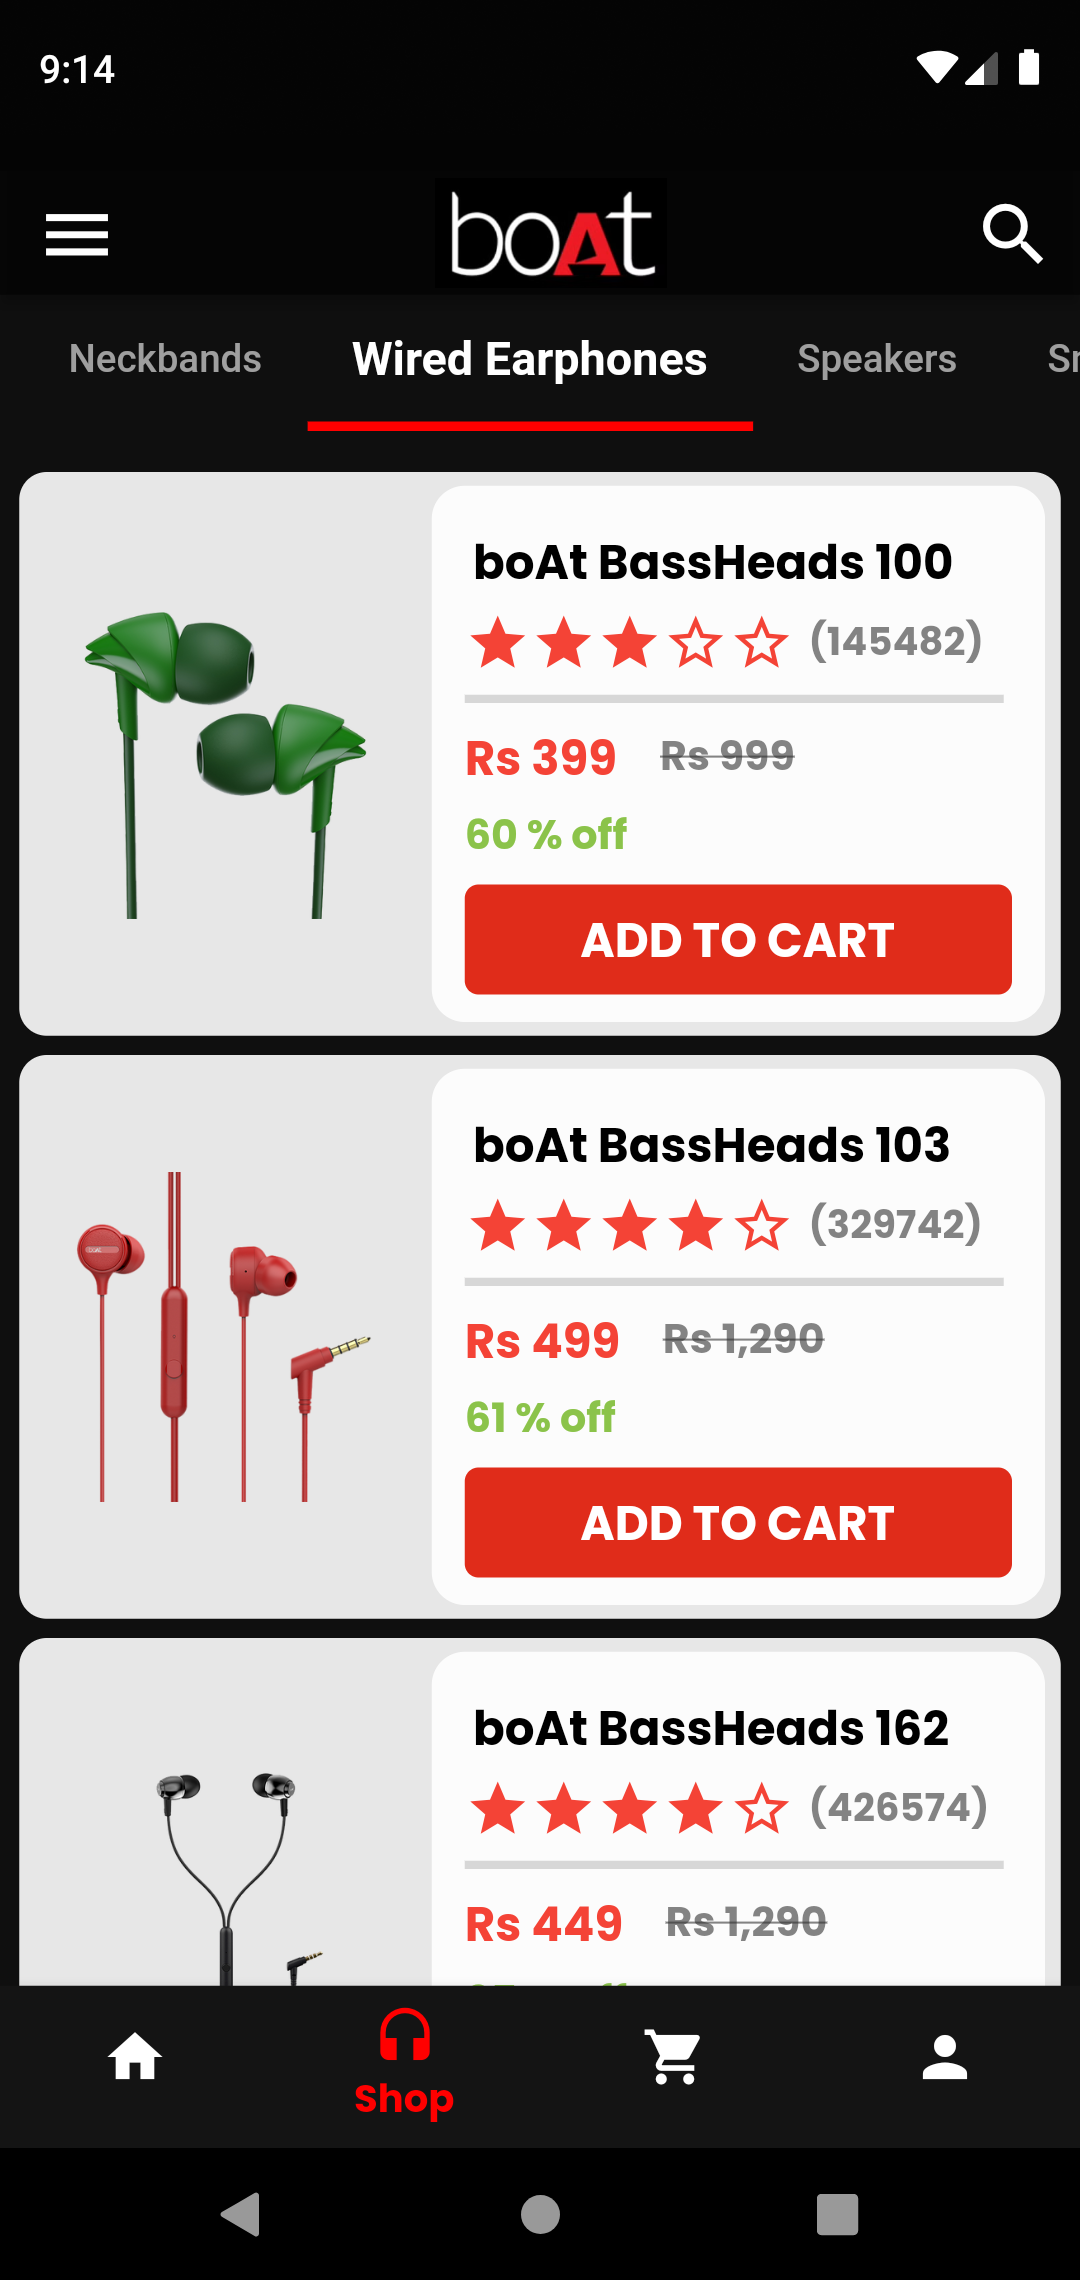 9:14
boAt
Neckbands Wired Earphones Speakers
boAt BassHeads 100
(145482)
Rs 399 Rs 999
60 % off
ADD TO CART
boAt BassHeads 103
(329742)
Rs 499 Rs 1,290
61 % off
ADD TO CART
boAt BassHeads 162
(426574)
Rs 449 Rs 1,290
Shop